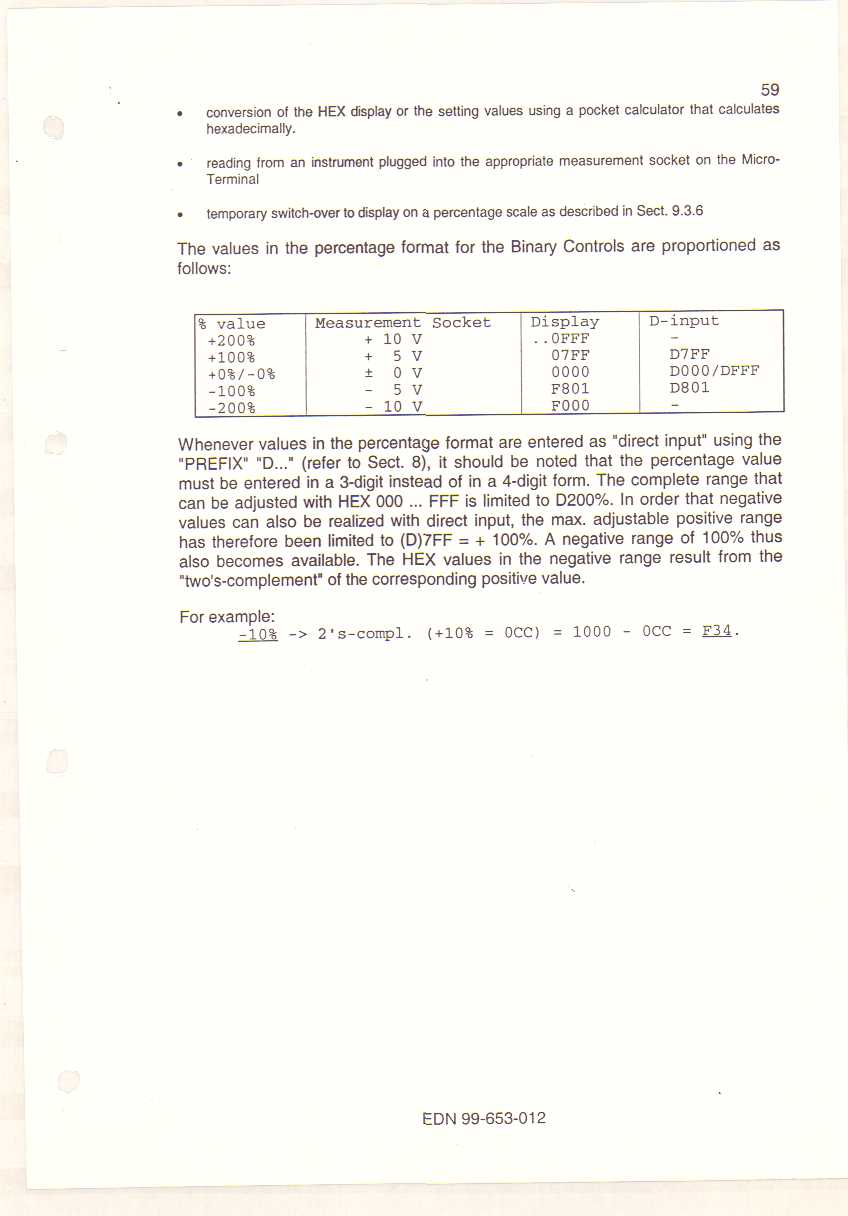 59
• conversion of the HEX display or the setting values using a pocket calculator that calculates
hexadecimally.
• reading from an instrument plugged into the appropriate measurement socket on the Micro-
Terminal
• temporary switch-over to display on a percentage scale as described in Sect. 9.3.6
The values in the percentage format for the Binary Controls are proportioned as
follows:
% value Measurement Socket Display D-input
+200% + 10 V ..0FFF -
+100% + 5 V 07FF D7FF
+0%/-0% ± 0 V 0000 D000/DFFF
-100% - 5 V F801 D801
-200% - 10 V F000 -
Whenever values in the percentage format are entered as "direct input" using the
"PREFIX" "D..." (refer to Sect. 8), it should be noted that the percentage value
must be entered in a 3-digit instead of in a 4-digit form. The complete range that
can be adjusted with HEX 000 ... FFF is limited to D200%. In order that negative
values can also be realized with direct input, the max. adjustable positive range
has therefore been limited to (D)7FF = + 100%. A negative range of 100% thus
also becomes available. The HEX values in the negative range result from the
"two's-complement" of the corresponding positive value.
For example:
-10% -> 2's-compl. (+10% = 0CC) = 1000 - 0CC = F34.
EDN 99-653-012